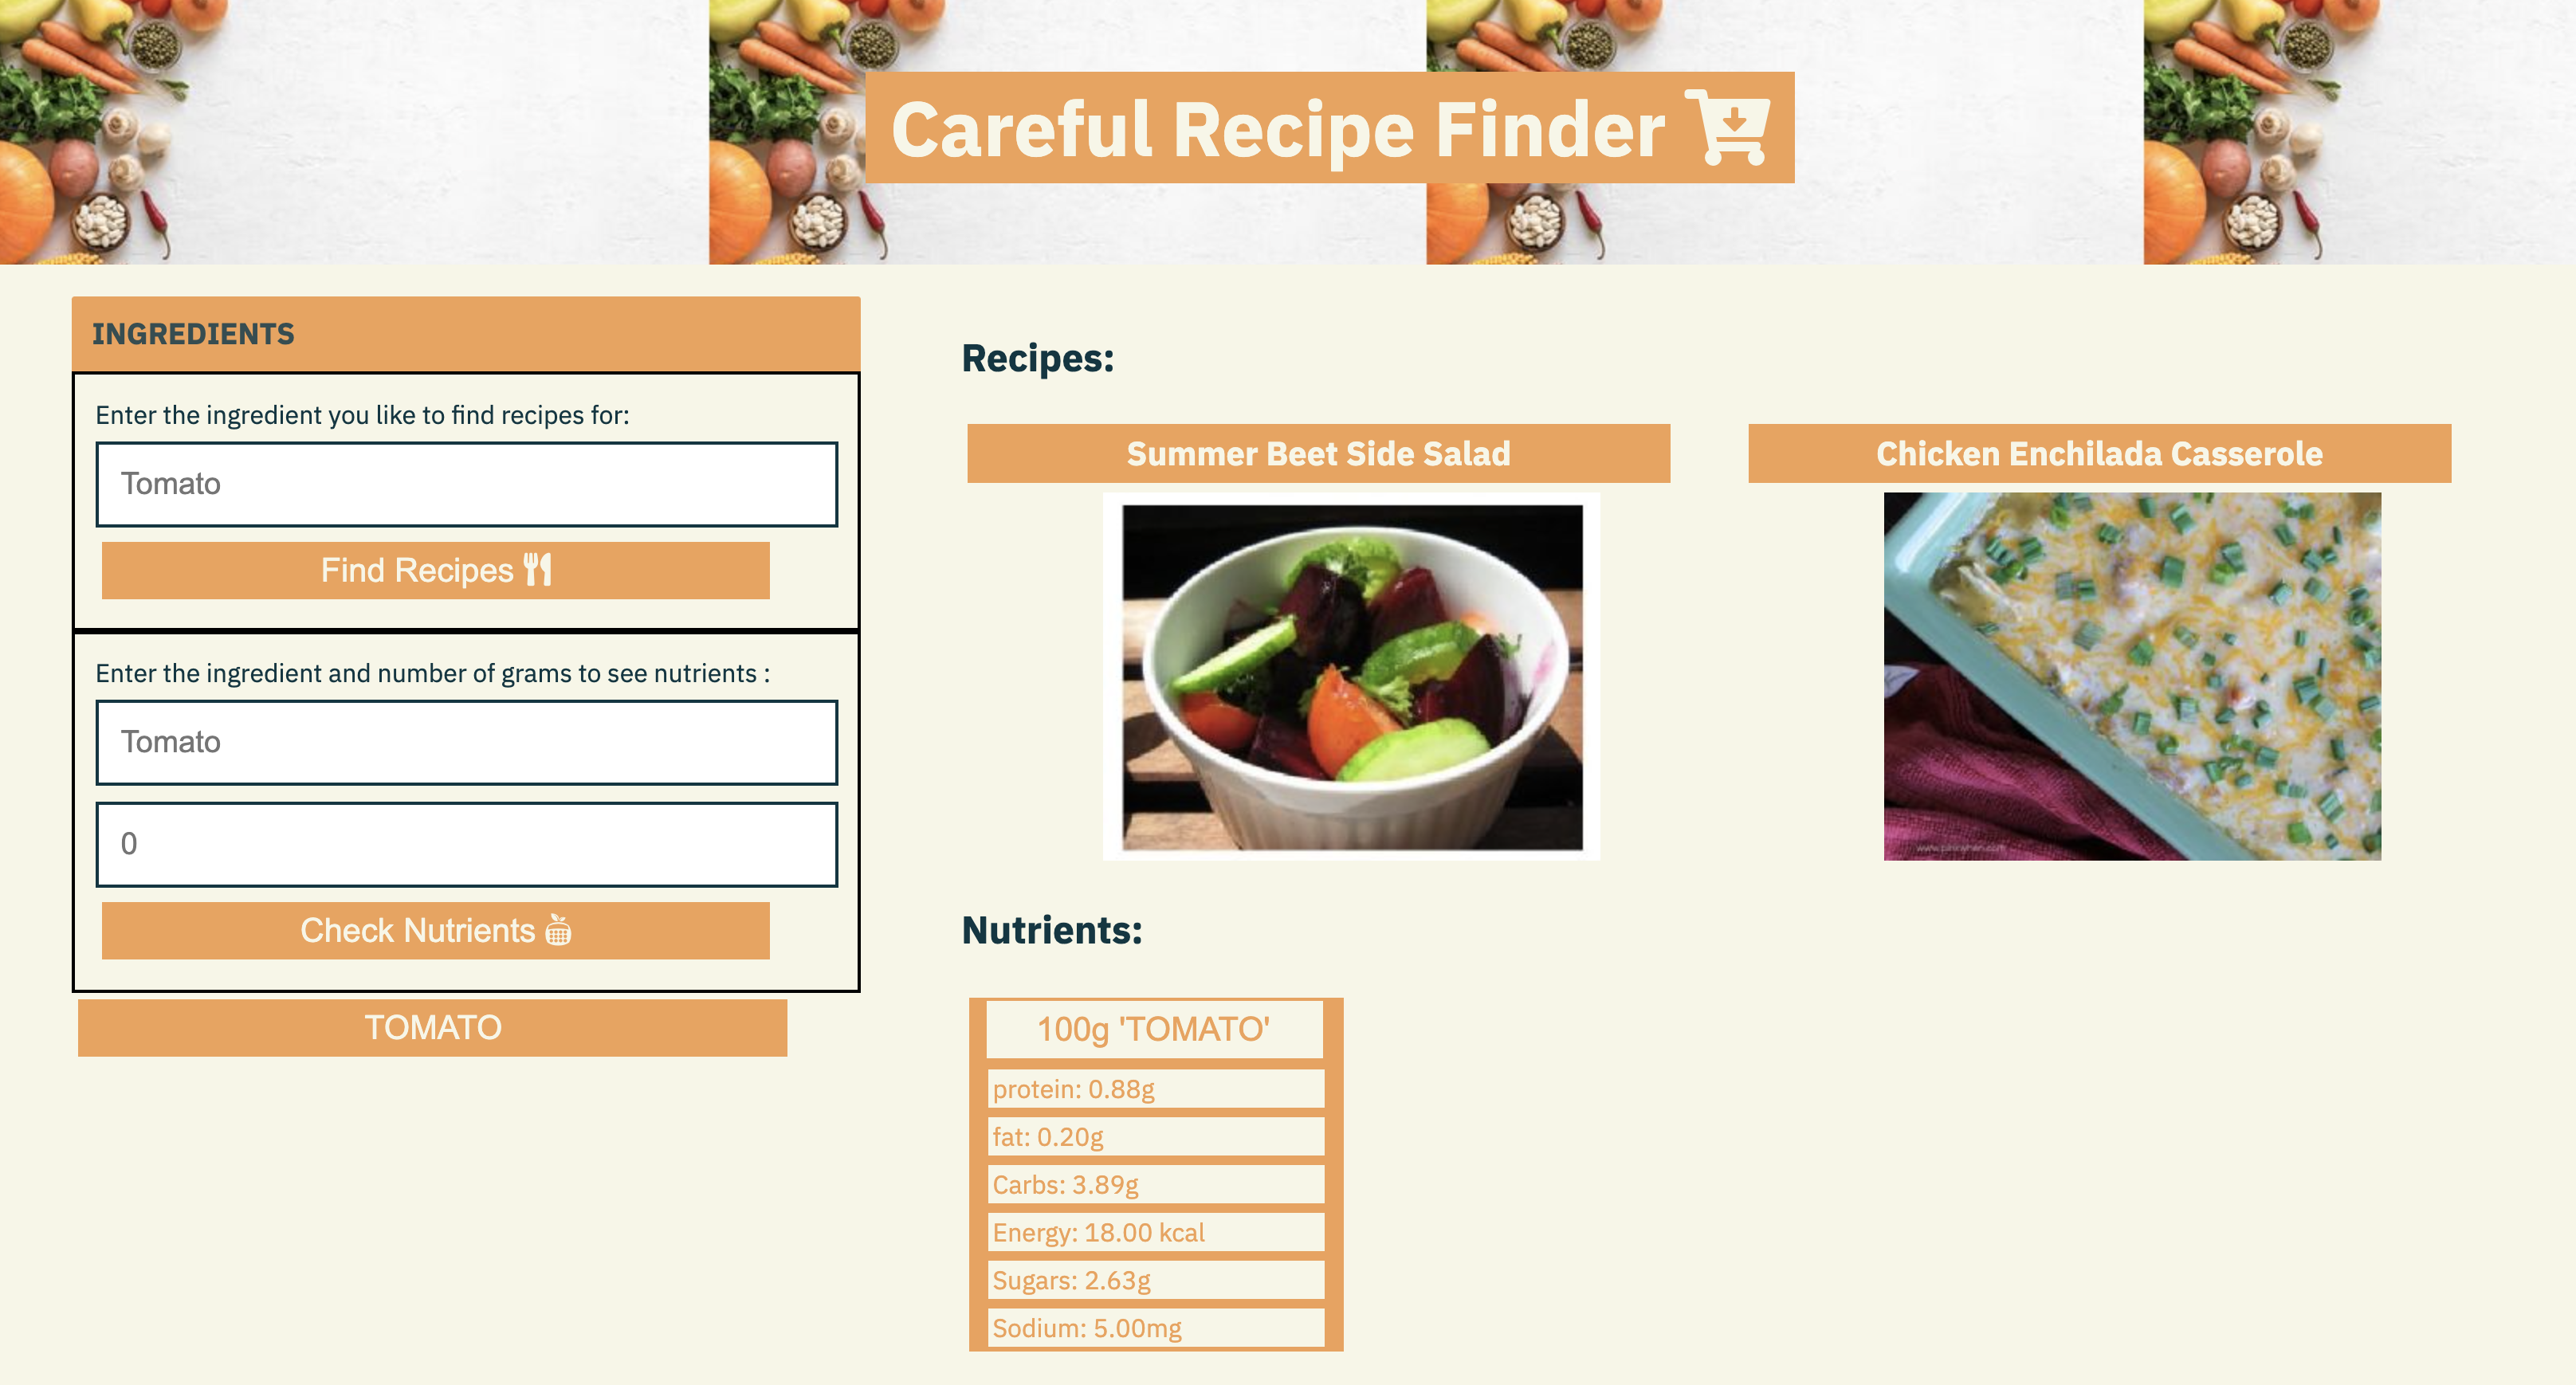 Careful Recipe Finder
INGREDIENTS
Enter the ingredient you like to find recipes for:
Tomato
Find Recipes
Enter the ingredient and number of grams to see nutrients :
Tomato
0
Check Nutrients
TOMATO
Recipes:
Summer Beet Side Salad
Chicken Enchilada Casserole
Nutrients:
100g 'TOMATO'
protein: 0.88g
fat: 0.20g
Carbs: 3.89g
Energy: 18.00 kcal
Sugars: 2.63g
Sodium: 5.00mg